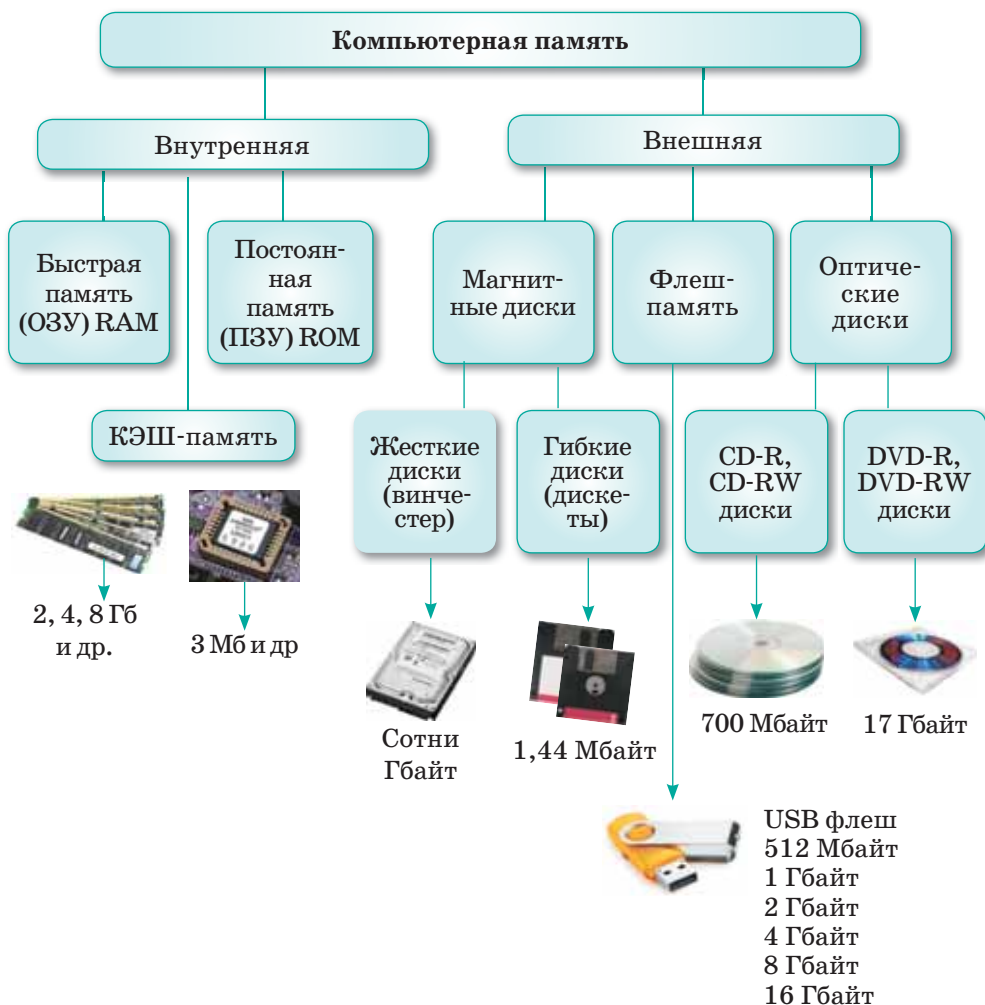 Компьютерная память
Внутренняя
Внешняя
Быстрая
память
(ОЗУ) RAM
Постоян-
ная
память
(ПЗУ) ROM
Магнит-
ные диски
Флеш-
память
Оптиче-
ские
диски
КЭШ-память
Жесткие
диски
(винче-
стер)
Гибкие
диски
(диске-
ты)
CD-R,
CD-RW
диски
DVD-R,
DVD-RW
диски
2, 4, 8 Гб
и др.
3 Мб и др
Сотни
Гбайт
1,44 Мбайт
700 Мбайт
17 Гбайт
USB флеш
512 Мбайт
1 Гбайт
2 Гбайт
4 Гбайт
8 Гбайт
16 Гбайт